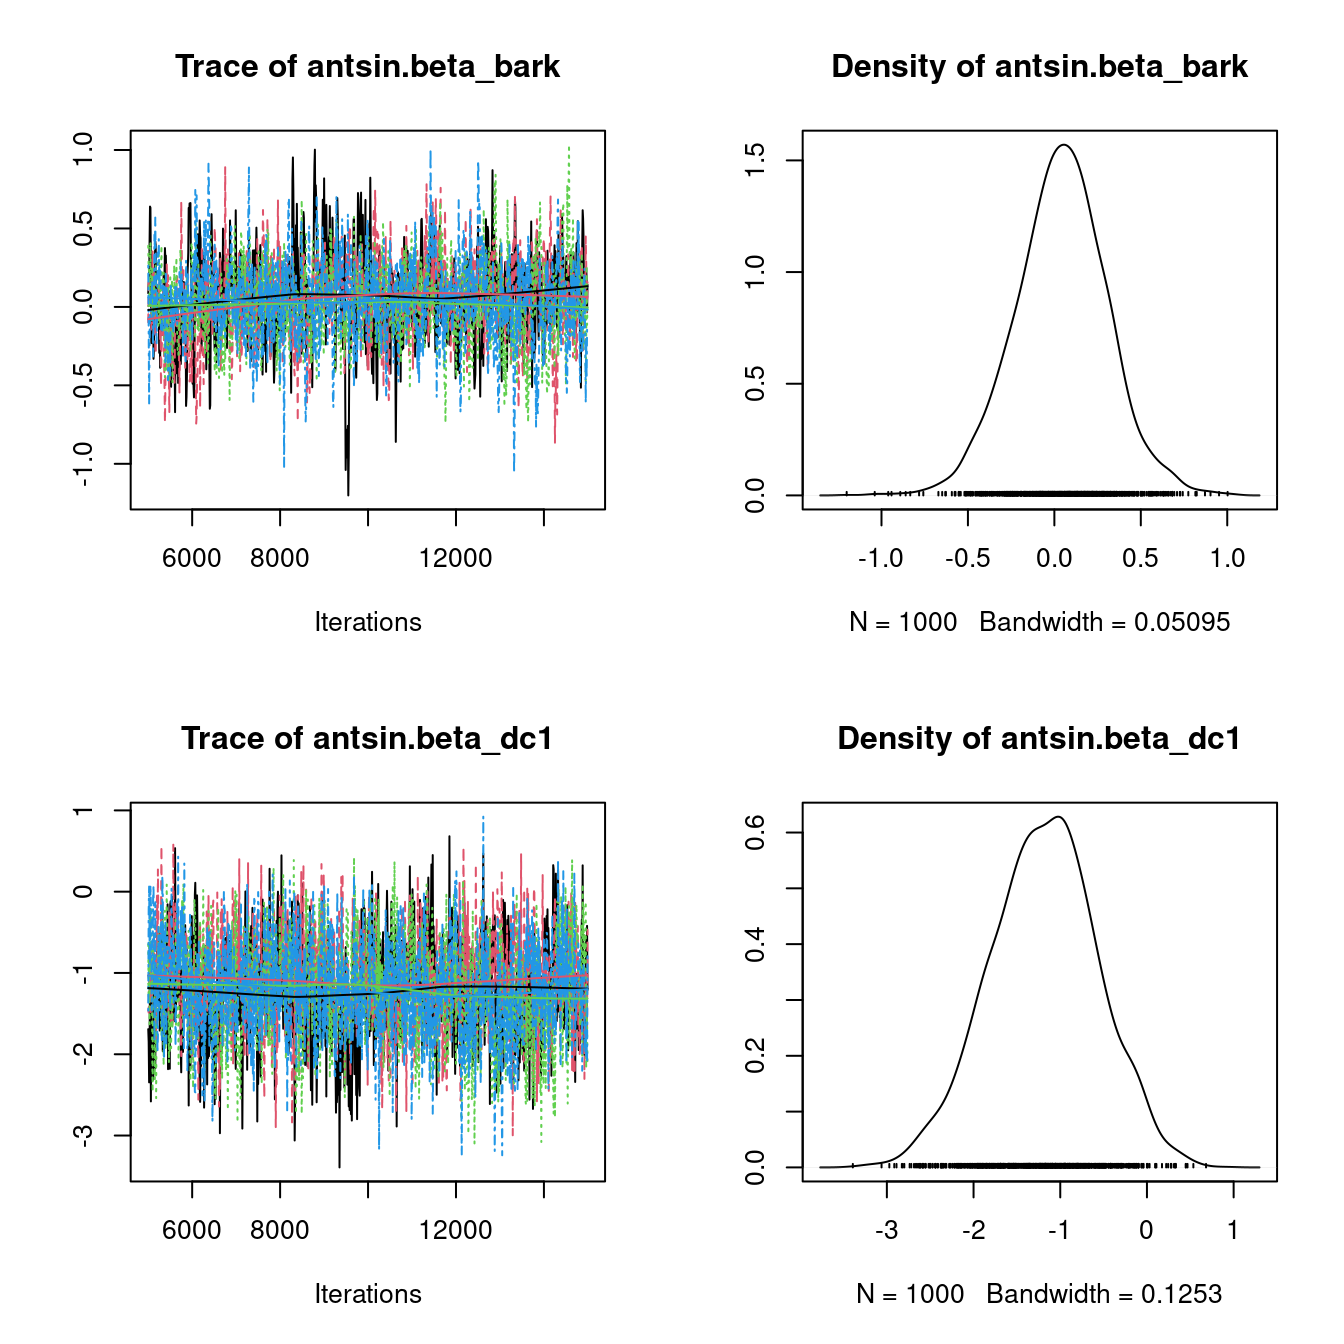 Trace of antsin.beta_bark
1.0
0.5
0.0
-0.5
-1.0
6000 8000 12000
Iterations
Density of antsin.beta_bark
1.5
1.0
0.5
0.0
-1.0 -0.5 0.0 0.5 1.0
N = 1000 Bandwidth = 0.05095
Trace of antsin.beta_dc1
1
0
-1
-2
-3
6000 8000 12000
Iterations
Density of antsin.beta_dc1
0.6
0.4
0.2
0.0
-3 -2 -1 0 1
N = 1000 Bandwidth = 0.1253